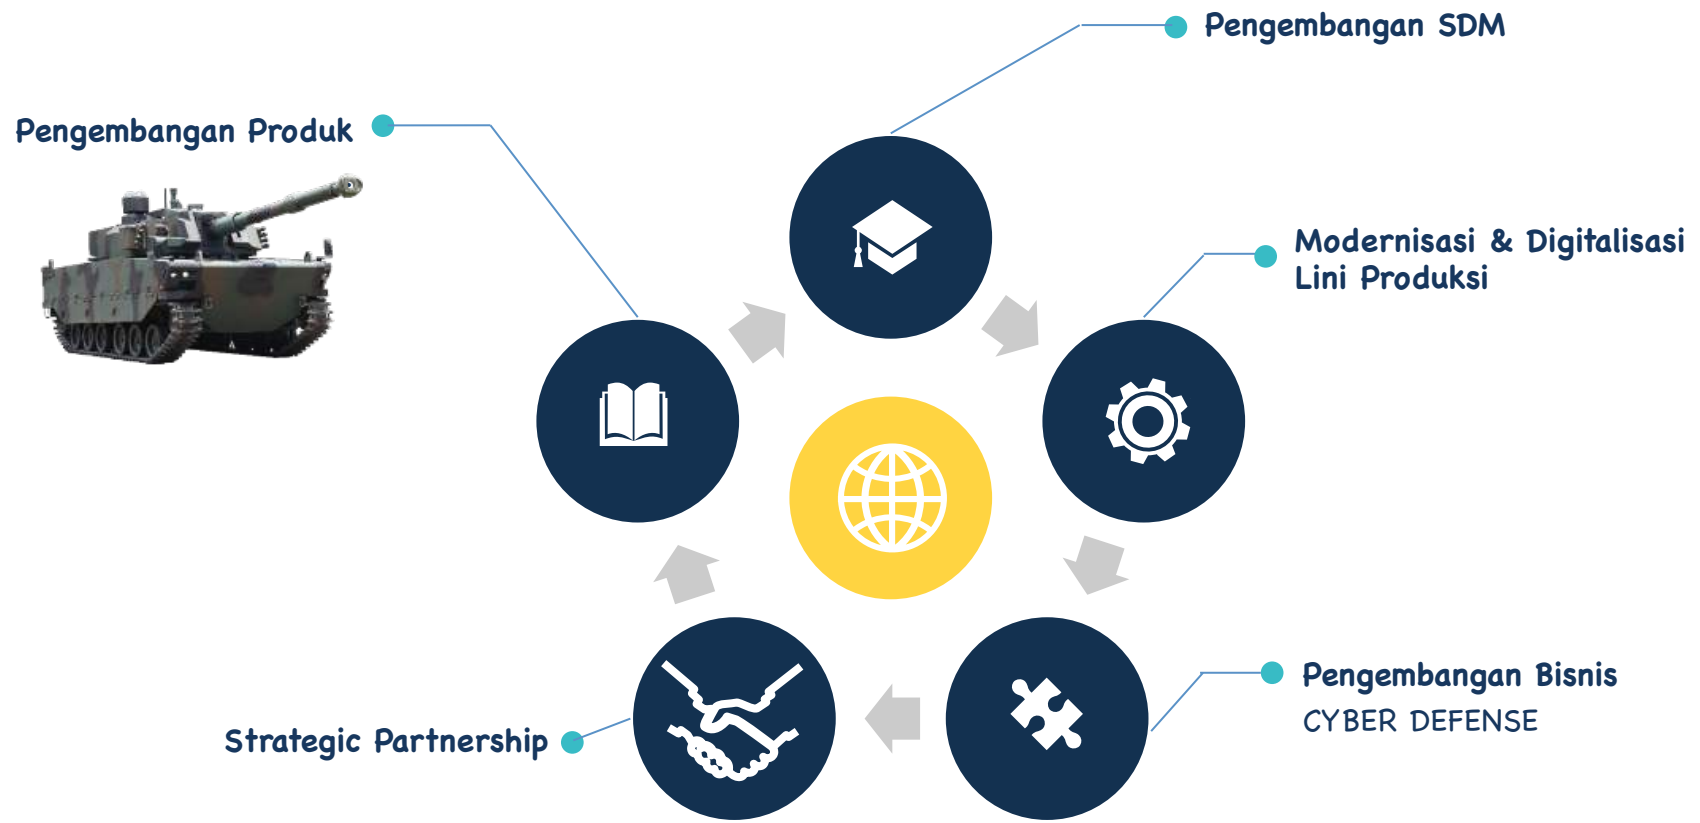 Pengembangan SDM
Pengembangan Produk
Modernisasi & Digitalisasi
Lini Produksi
Pengembangan Bisnis
CYBER DEFENSE
Strategic Partnership